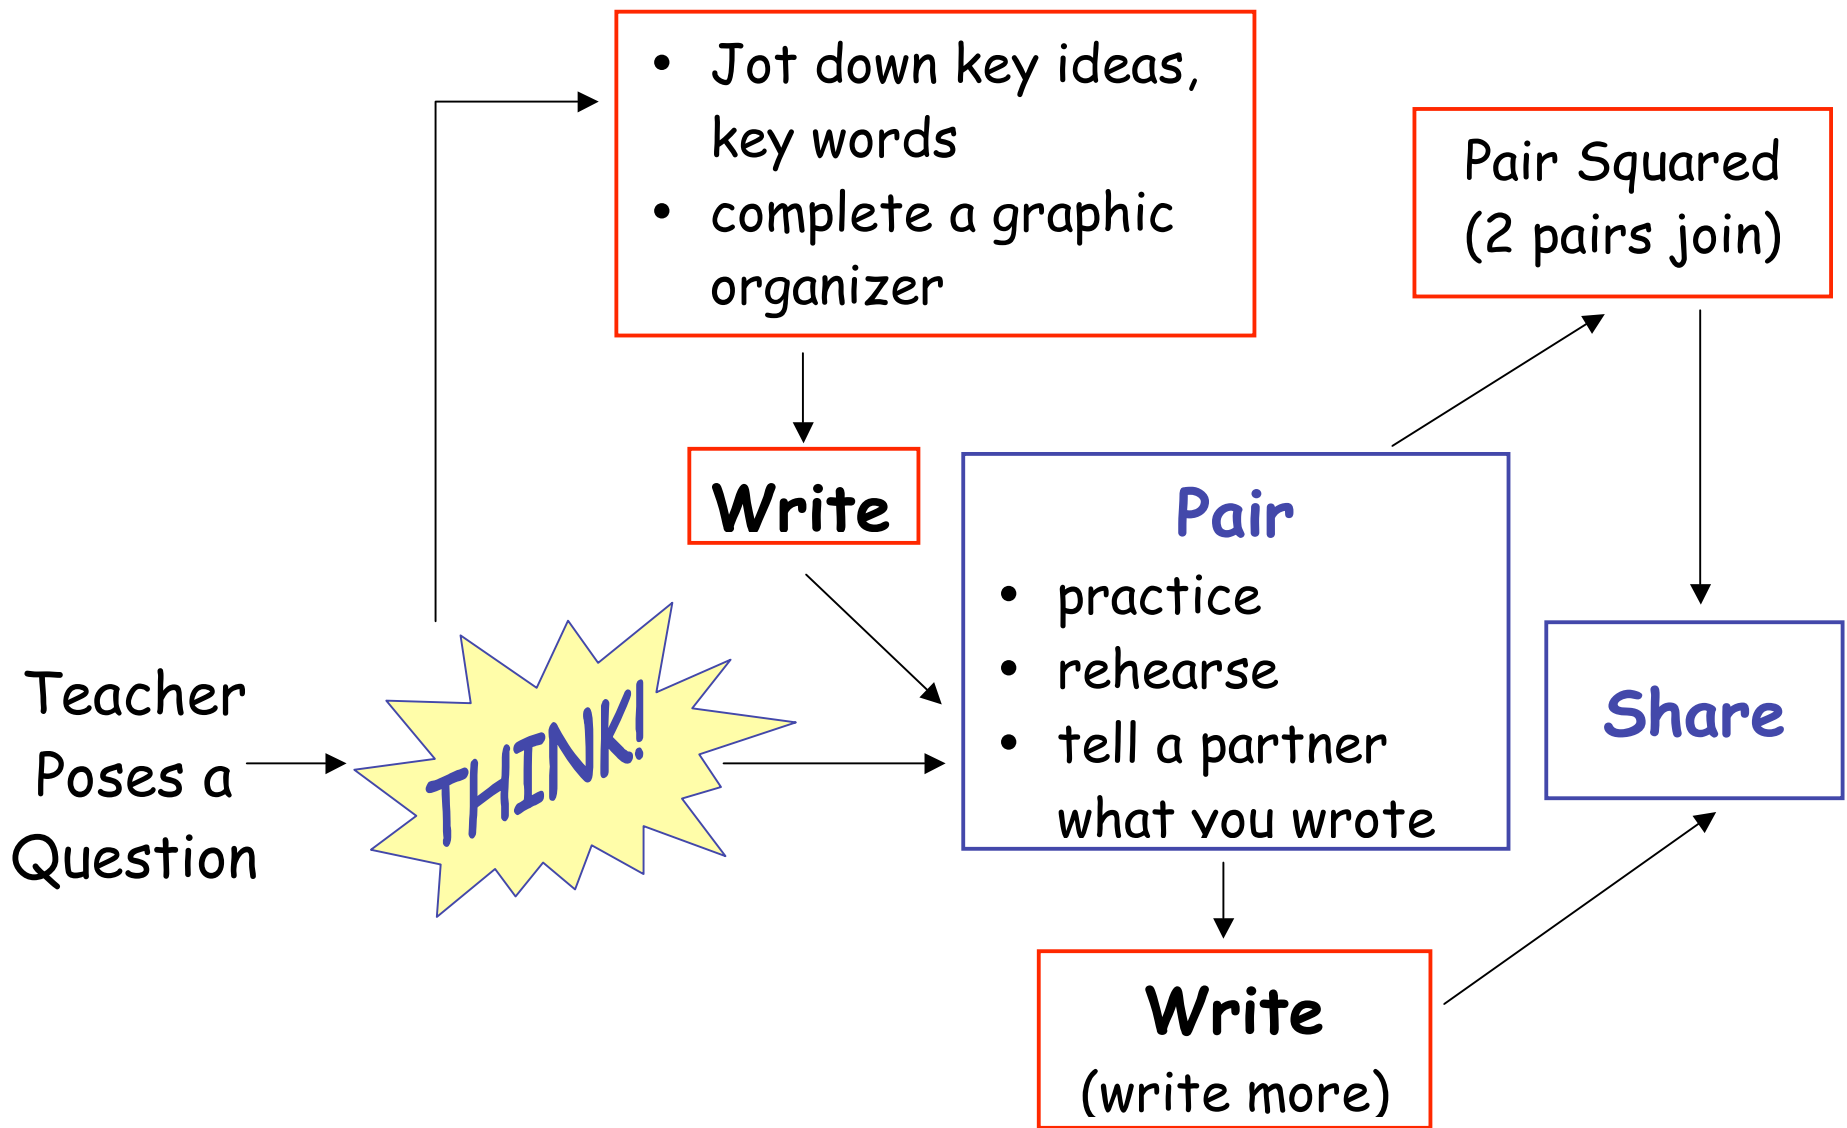 • Jot down key ideas,
key words
• complete a graphic
organizer
Pair Squared
(2 pairs join)
Write
Pair
• practice
• rehearse
• tell a partner
what you wrote
Teacher
Poses a
Question
THINK!
Share
Write
(write more)